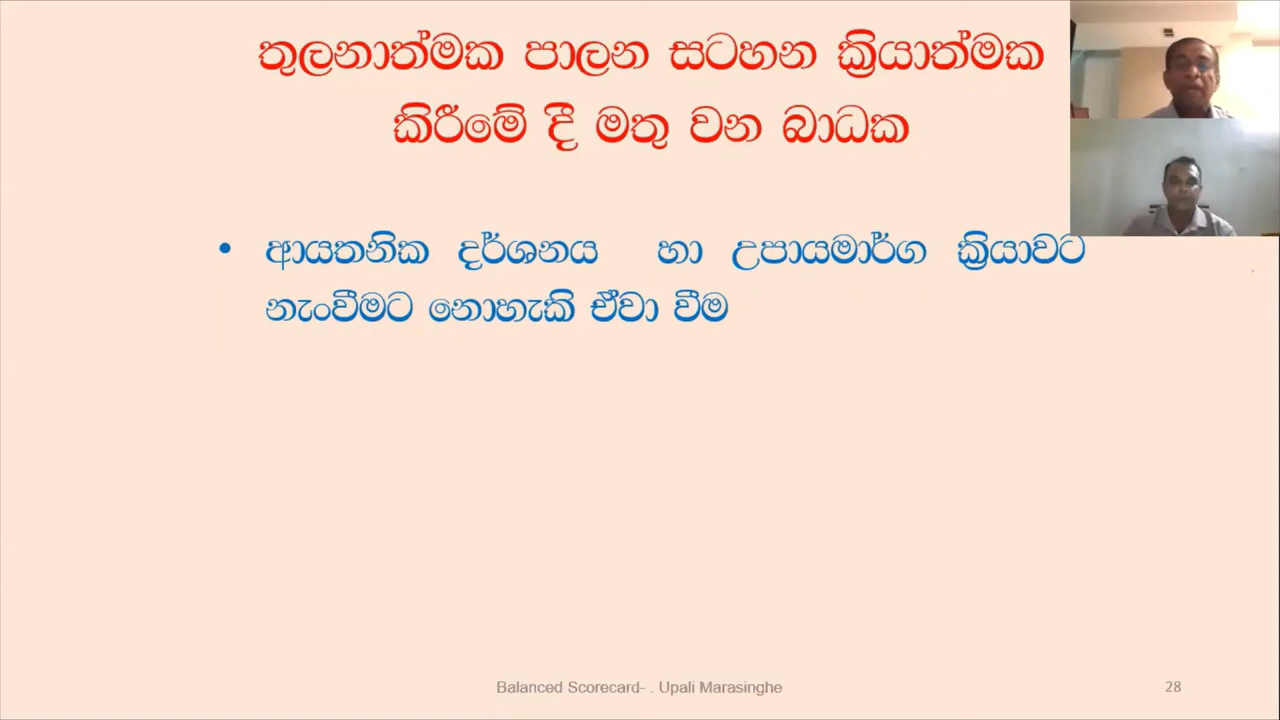 තුලනාත්මක පාලන සටහන ක්‍රියාත්මක
කිරීමේ දී මතු වන බාධක
• ආයතනික දර්ශනය හා උපායමාර්ග ක්‍රියාවට
නැංවීමට නොහැකි ඒවා වීම
Balanced Scorecard- . Upali Marasinghe
28